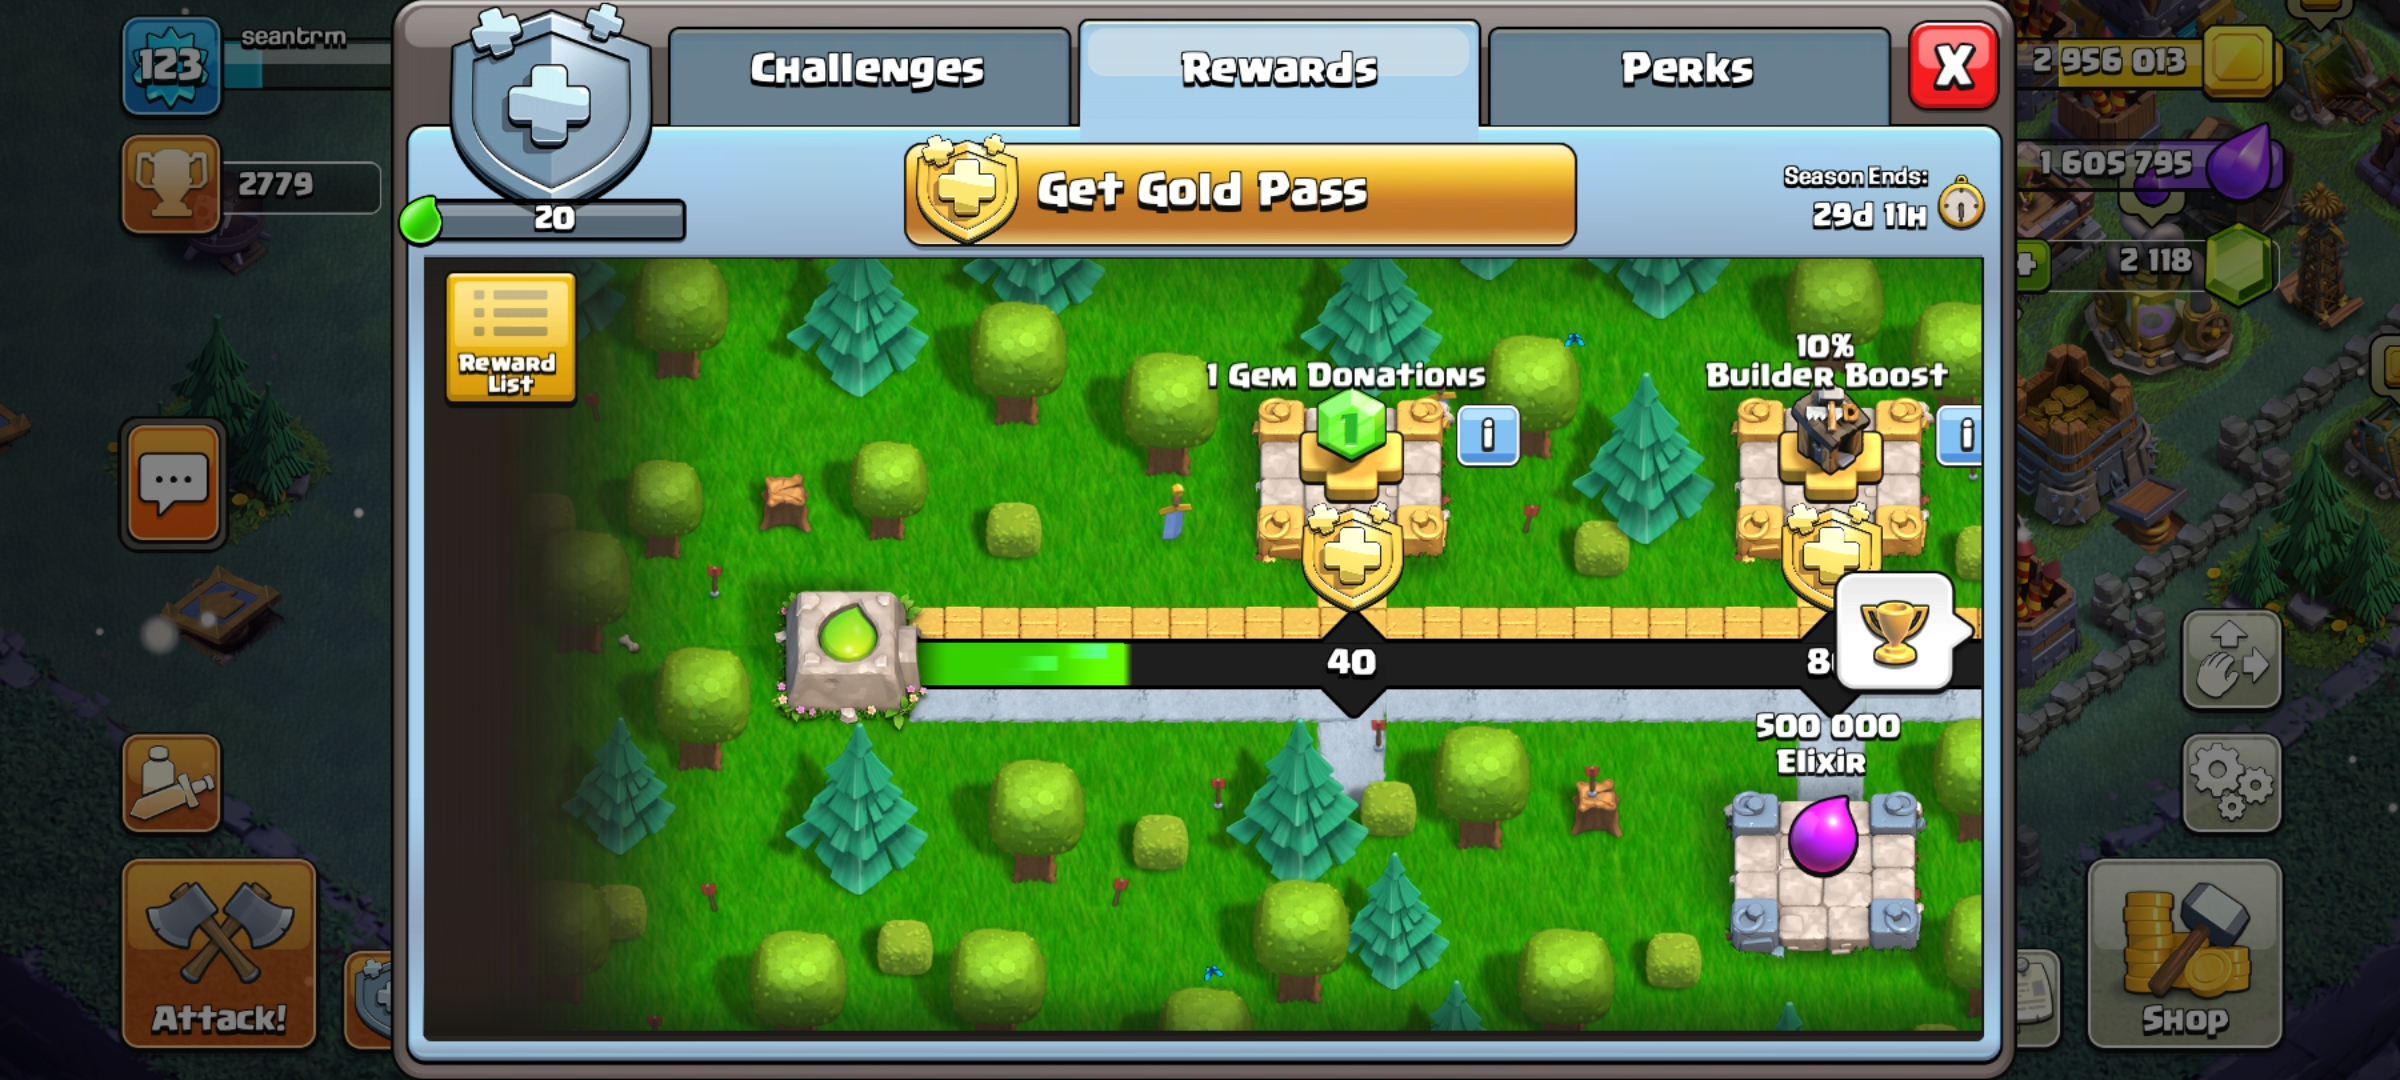 123
seantrm
Challenges
Rewards
Perks
X
2 956 013
2779
20
Get Gold Pass
Season Ends:
29d 11H
1 605 795
2 118
Reward
List
1 Gem Donations
1
i
10%
Builder Boost
i
40
500 000
Elixir
Attack!
Shop